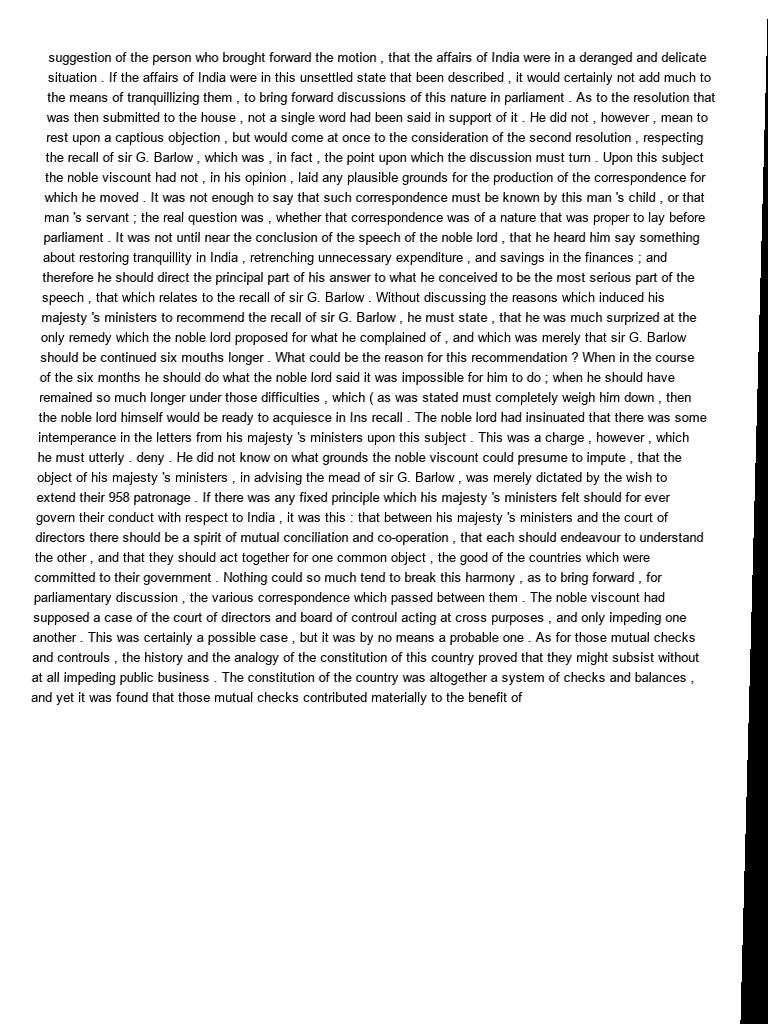 suggestion of the person who brought forward the motion , that the affairs of India were in a deranged and delicate
situation . If the affairs of India were in this unsettled state that been described , it would certainly not add much to
the means of tranquillizing them , to bring forward discussions of this nature in parliament . As to the resolution that
was then submitted to the house , not a single word had been said in support of it . He did not , however , mean to
rest upon a captious objection , but would come at once to the consideration of the second resolution , respecting
the recall of sir G. Barlow , which was , in fact , the point upon which the discussion must turn . Upon this subject
the noble viscount had not , in his opinion , laid any plausible grounds for the production of the correspondence for
which he moved . It was not enough to say that such correspondence must be known by this man 's child , or that
man 's servant ; the real question was , whether that correspondence was of a nature that was proper to lay before
parliament . It was not until near the conclusion of the speech of the noble lord , that he heard him say something
about restoring tranquillity in India , retrenching unnecessary expenditure , and savings in the finances ; and
therefore he should direct the principal part of his answer to what he conceived to be the most serious part of the
speech , that which relates to the recall of sir G. Barlow . Without discussing the reasons which induced his
majesty 's ministers to recommend the recall of sir G. Barlow , he must state , that he was much surprized at the
only remedy which the noble lord proposed for what he complained of , and which was merely that sir G. Barlow
should be continued six mouths longer . What could be the reason for this recommendation ? When in the course
of the six months he should do what the noble lord said it was impossible for him to do ; when he should have
remained so much longer under those difficulties , which ( as was stated must completely weigh him down , then
the noble lord himself would be ready to acquiesce in Ins recall . The noble lord had insinuated that there was some
intemperance in the letters from his majesty 's ministers upon this subject . This was a charge , however , which
he must utterly . deny . He did not know on what grounds the noble viscount could presume to impute , that the
object of his majesty 's ministers , in advising the mead of sir G. Barlow , was merely dictated by the wish to
extend their 958 patronage . If there was any fixed principle which his majesty 's ministers felt should for ever
govern their conduct with respect to India , it was this : that between his majesty 's ministers and the court of
directors there should be a spirit of mutual conciliation and co-operation , that each should endeavour to understand
the other , and that they should act together for one common object , the good of the countries which were
committed to their government . Nothing could so much tend to break this harmony , as to bring forward , for
parliamentary discussion , the various correspondence which passed between them . The noble viscount had
supposed a case of the court of directors and board of controul acting at cross purposes , and only impeding one
another . This was certainly a possible case , but it was by no means a probable one . As for those mutual checks
and controuls , the history and the analogy of the constitution of this country proved that they might subsist without
at all impeding public business . The constitution of the country was altogether a system of checks and balances ,
and yet it was found that those mutual checks contributed materially to the benefit of